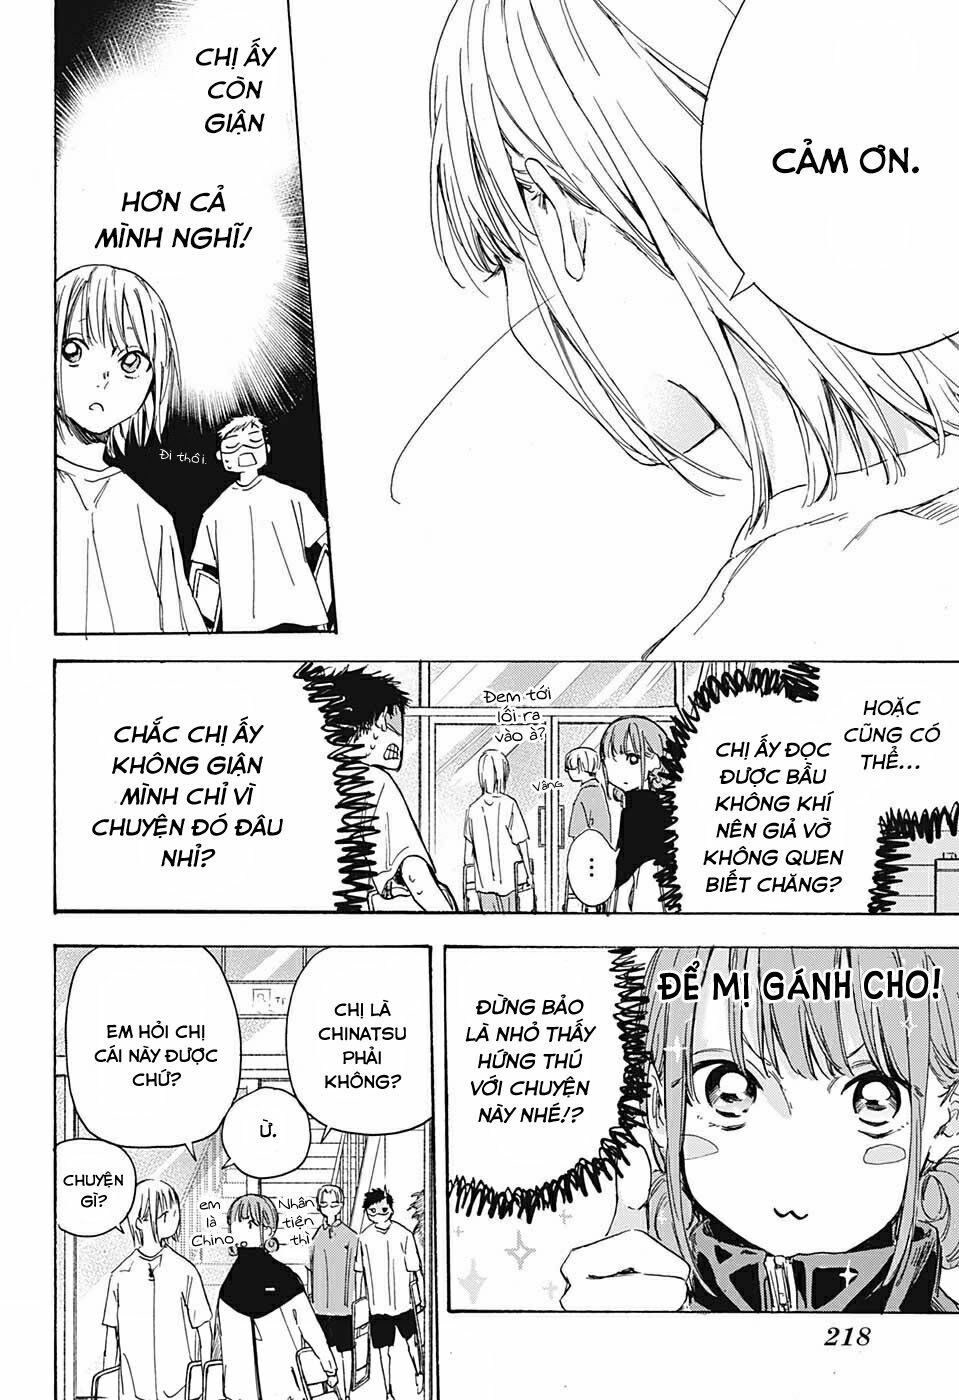 CẢM ƠN.
CHỊ ẤY
CÒN
GIẬN
HƠN CẢ
MÌNH NGHĨ!
Đi thôi.
HOẶC
CŨNG CÓ
THỂ...
CHỊ ẤY ĐỌC
ĐƯỢC BẦU
KHÔNG KHÍ
NÊN GIẢ VỜ
KHÔNG QUEN
BIẾT CHĂNG?
Đem tới
lối ra
vào à?
Vâng.
...
CHẮC CHỊ ẤY
KHÔNG GIẬN
MÌNH CHỈ VÌ
CHUYỆN ĐÓ ĐÂU
NHỈ?
ĐỂ MỊ GÁNH CHO!
ĐỪNG BẢO
LÀ NHỎ THẤY
HỨNG THÚ
VỚI CHUYỆN
NÀY NHÉ!?
CHỊ LÀ
CHINATSU
PHẢI
KHÔNG?
Ừ.
EM HỎI CHỊ
CÁI NÀY ĐƯỢC
CHỨ?
CHUYỆN
GÌ?
Nhân
tiện
thì
em
là
Chino
218